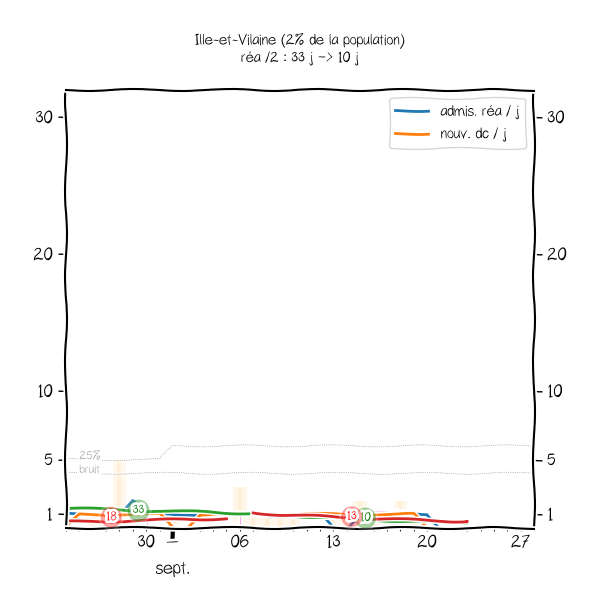 Ille-et-Vilaine (2% de la population)
réa /2 : 33 j -> 10 j
admis. réa / j
nouv. dc / j
30 30
20 20
10 10
25%
5 5
bruit
1 18 33 13 10 1
30 06 13 20 27
sept.